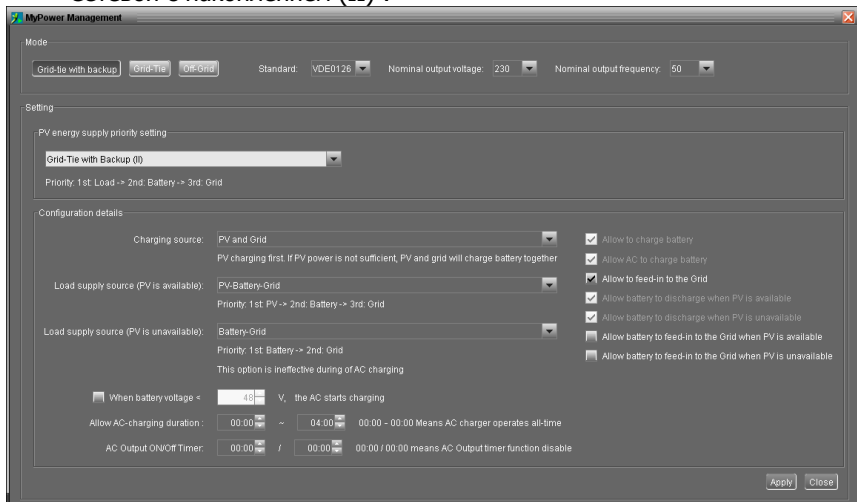 MyPower Management
Mode
Grid-tie with backup Grid-Tie Off-Grid Standard: VDE0126 Nominal output voltage: 230 Nominal output frequency: 50
Setting
PV energy supply priority setting
Grid-Tie with Backup (II)
Priority: 1st: Load -> 2nd: Battery -> 3rd: Grid
Configuration details
Charging source: PV and Grid
PV charging first. If PV power is not sufficient, PV and grid will charge battery together
Load supply source (PV is available): PV-Battery-Grid
Priority: 1st: PV -> 2nd: Battery -> 3rd: Grid
Load supply source (PV is unavailable): Battery-Grid
Priority: 1st: Battery -> 2nd: Grid
This option is ineffective during of AC charging
When battery voltage < 48 V, the AC starts charging
Allow AC-charging duration : 00:00 ~ 04:00 00:00 - 00:00 Means AC charger operates all-time
AC Output ON/Off Timer: 00:00 / 00:00 00:00 / 00:00 means AC Output timer function disable
Allow to charge battery
Allow AC to charge battery
Allow to feed-in to the Grid
Allow battery to discharge when PV is available
Allow battery to discharge when PV is unavailable
Allow battery to feed-in to the Grid when PV is available
Allow battery to feed-in to the Grid when PV is unavailable
Apply Close